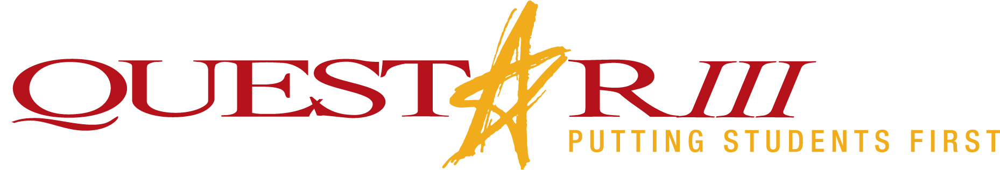 QUESTAR III
PUTTING STUDENTS FIRST